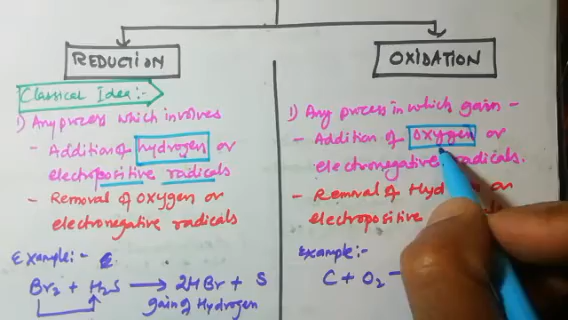 REDUCTION
Classical Idea:-
1) Any process which involves
- Addition of hydrogen or
electropositive radicals
- Removal of oxygen or
electronegative radicals
Example:-
Br₂ + H₂S → 2HBr + S
gain of Hydrogen
OXIDATION
1) Any process in which gain -
- Addition of oxygen or
electronegative radicals.
- Removal of
electropositive
Example:-
C + O₂